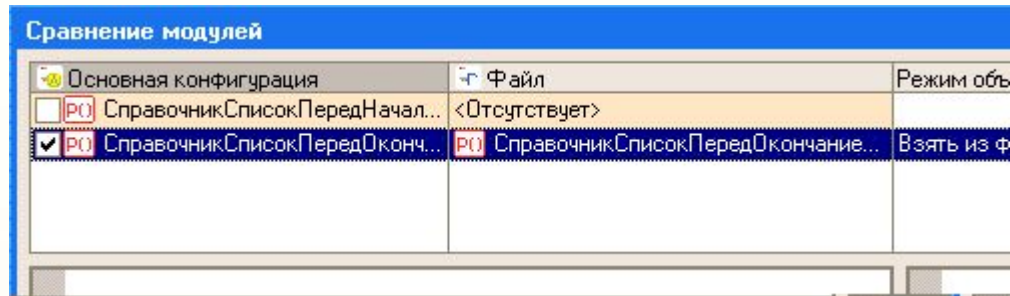 Сравнение модулей
Основная конфигурация Файл Режим объ
P() СправочникСписокПередНачал... <Отсутствует>
P() СправочникСписокПередОконч... P() СправочникСписокПередОкончание... Взять из ф